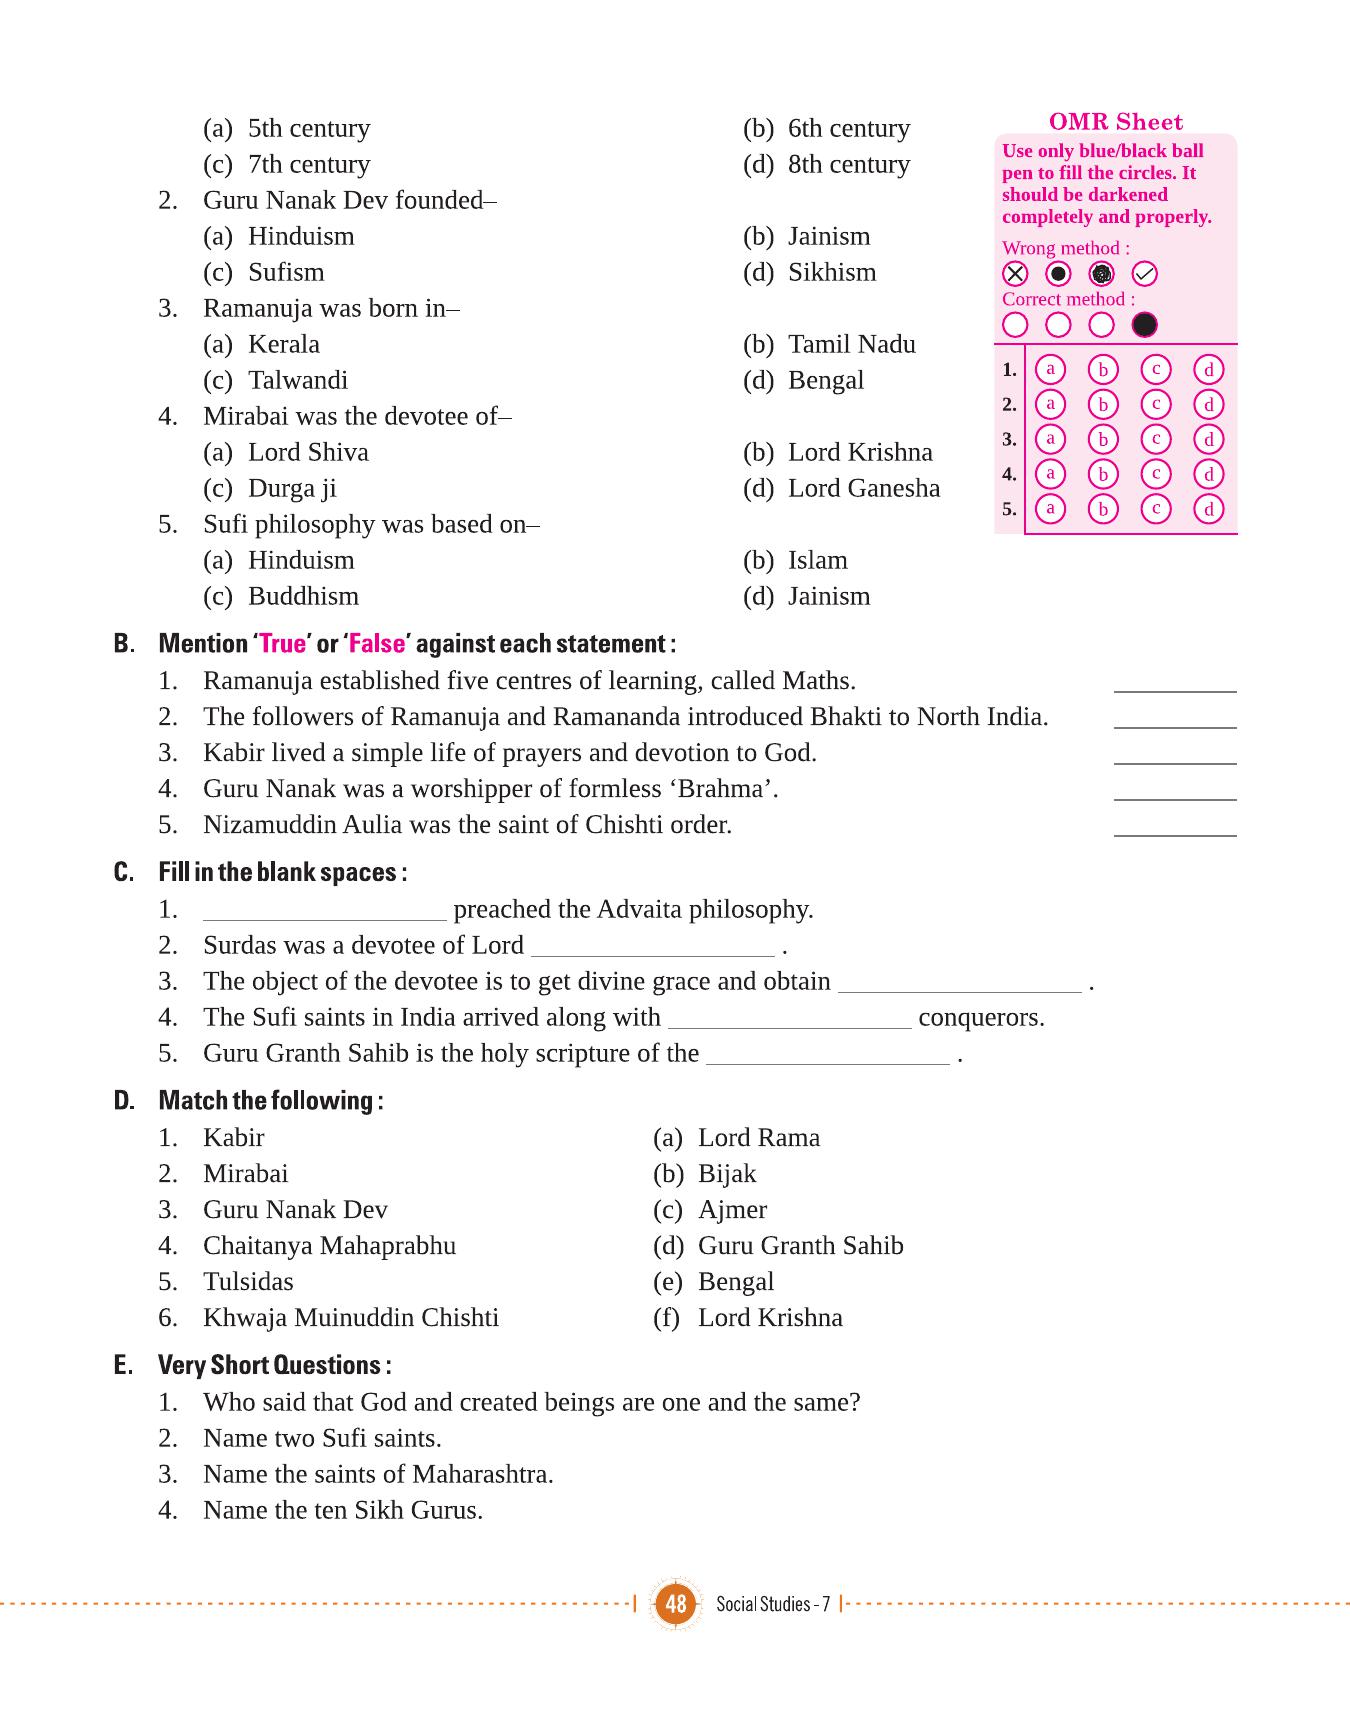 (a) 5th century (b) 6th century
(c) 7th century (d) 8th century
2. Guru Nanak Dev founded–
(a) Hinduism (b) Jainism
(c) Sufism (d) Sikhism
3. Ramanuja was born in–
(a) Kerala (b) Tamil Nadu
(c) Talwandi (d) Bengal
4. Mirabai was the devotee of–
(a) Lord Shiva (b) Lord Krishna
(c) Durga ji (d) Lord Ganesha
5. Sufi philosophy was based on–
(a) Hinduism (b) Islam
(c) Buddhism (d) Jainism
OMR Sheet
Use only blue/black ball
pen to fill the circles. It
should be darkened
completely and properly.
Wrong method :
Correct method :
1. a b c d
2. a b c d
3. a b c d
4. a b c d
5. a b c d
B. Mention ‘True’ or ‘False’ against each statement :
1. Ramanuja established five centres of learning, called Maths. ________
2. The followers of Ramanuja and Ramananda introduced Bhakti to North India. ________
3. Kabir lived a simple life of prayers and devotion to God. ________
4. Guru Nanak was a worshipper of formless ‘Brahma’. ________
5. Nizamuddin Aulia was the saint of Chishti order. ________
C. Fill in the blank spaces :
1. ________________ preached the Advaita philosophy.
2. Surdas was a devotee of Lord ________________ .
3. The object of the devotee is to get divine grace and obtain ________________ .
4. The Sufi saints in India arrived along with ________________ conquerors.
5. Guru Granth Sahib is the holy scripture of the ________________ .
D. Match the following :
1. Kabir (a) Lord Rama
2. Mirabai (b) Bijak
3. Guru Nanak Dev (c) Ajmer
4. Chaitanya Mahaprabhu (d) Guru Granth Sahib
5. Tulsidas (e) Bengal
6. Khwaja Muinuddin Chishti (f) Lord Krishna
E. Very Short Questions :
1. Who said that God and created beings are one and the same?
2. Name two Sufi saints.
3. Name the saints of Maharashtra.
4. Name the ten Sikh Gurus.
48 Social Studies - 7